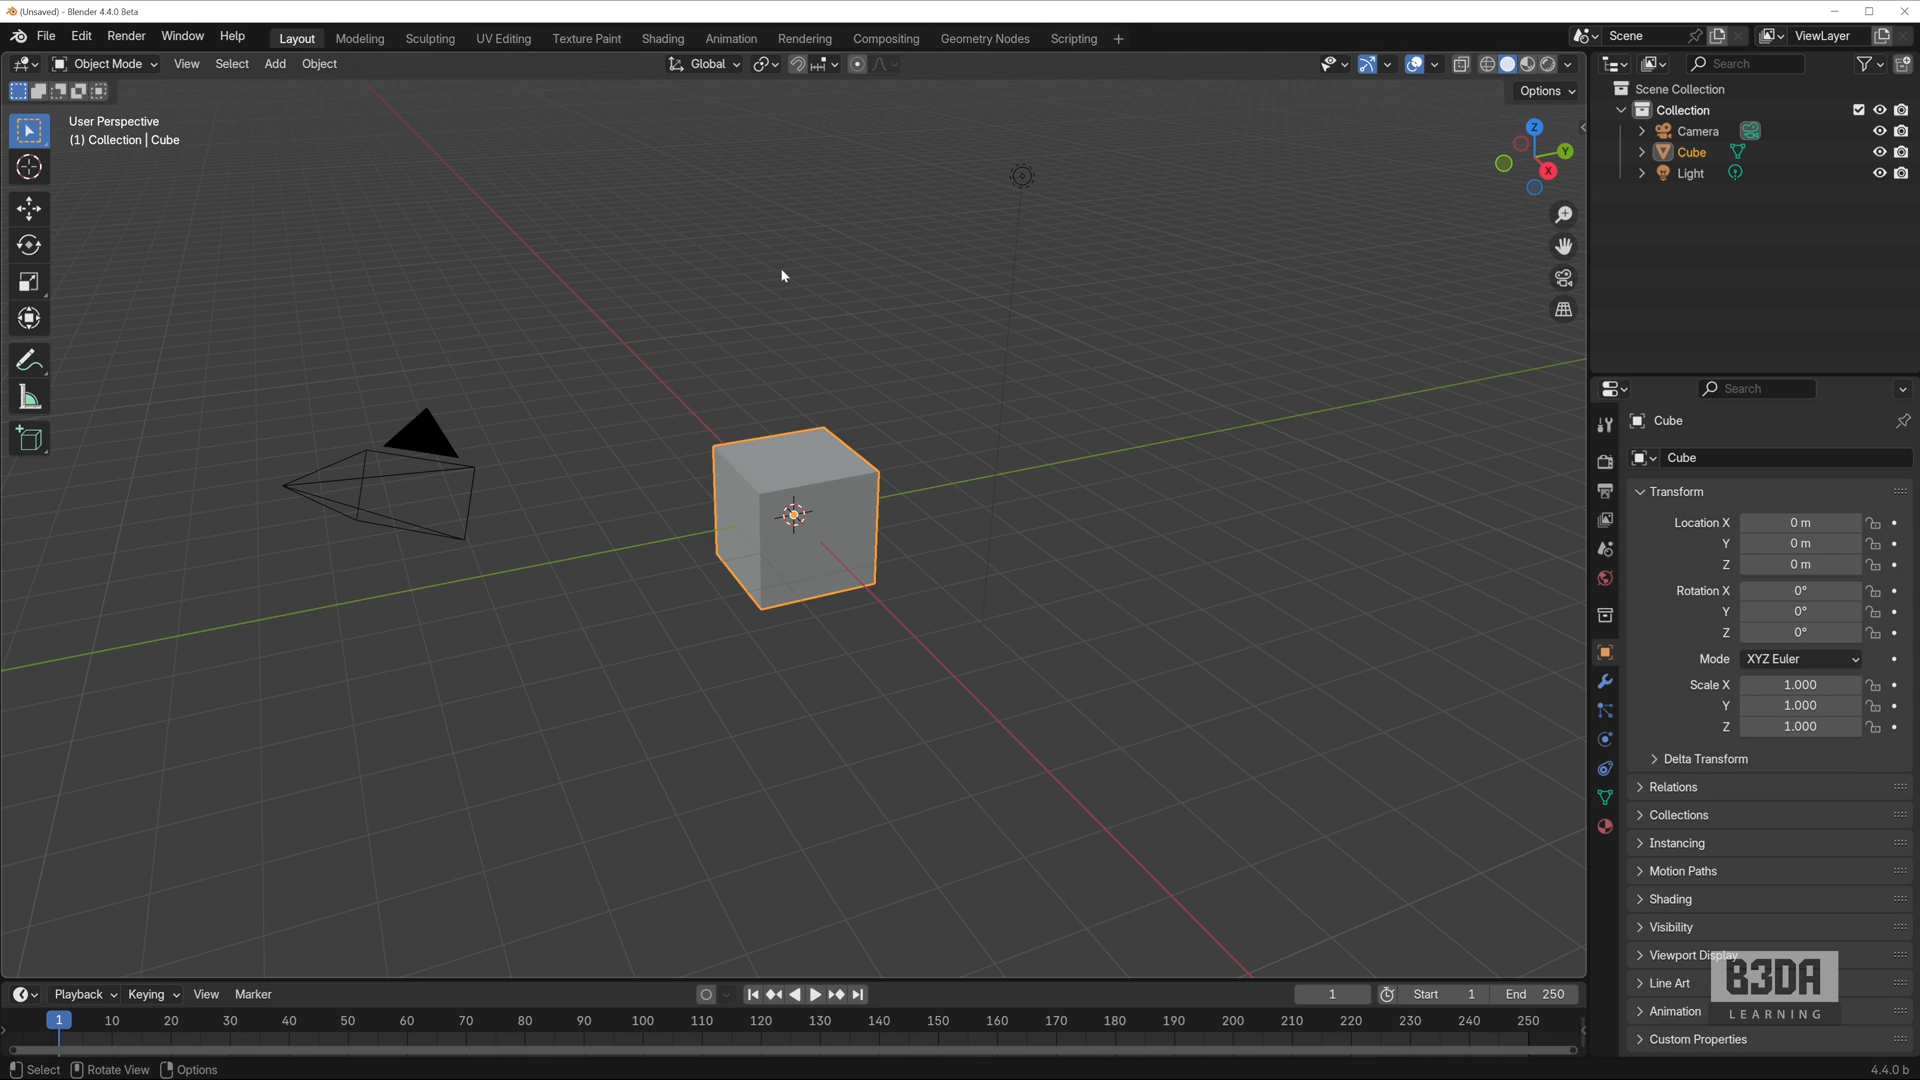 (Unsaved) - Blender 4.4.0 Beta
File Edit Render Window Help Layout Modeling Sculpting UV Editing Texture Paint Shading Animation Rendering Compositing Geometry Nodes Scripting + Scene ViewLayer
Object Mode View Select Add Object Global
Options
User Perspective
(1) Collection | Cube
Z
Y
X
Search
Scene Collection
Collection
Camera
Cube
Light
Search
Cube
Cube
Transform
Location X 0 m
Y 0 m
Z 0 m
Rotation X 0°
Y 0°
Z 0°
Mode XYZ Euler
Scale X 1.000
Y 1.000
Z 1.000
Delta Transform
Relations
Collections
Instancing
Motion Paths
Shading
Visibility
Viewport Display
Line Art
Animation
Custom Properties
B3DA
LEARNING
Playback Keying View Marker 1 Start 1 End 250
1 10 20 30 40 50 60 70 80 90 100 110 120 130 140 150 160 170 180 190 200 210 220 230 240 250
Select Rotate View Options 4.4.0 b